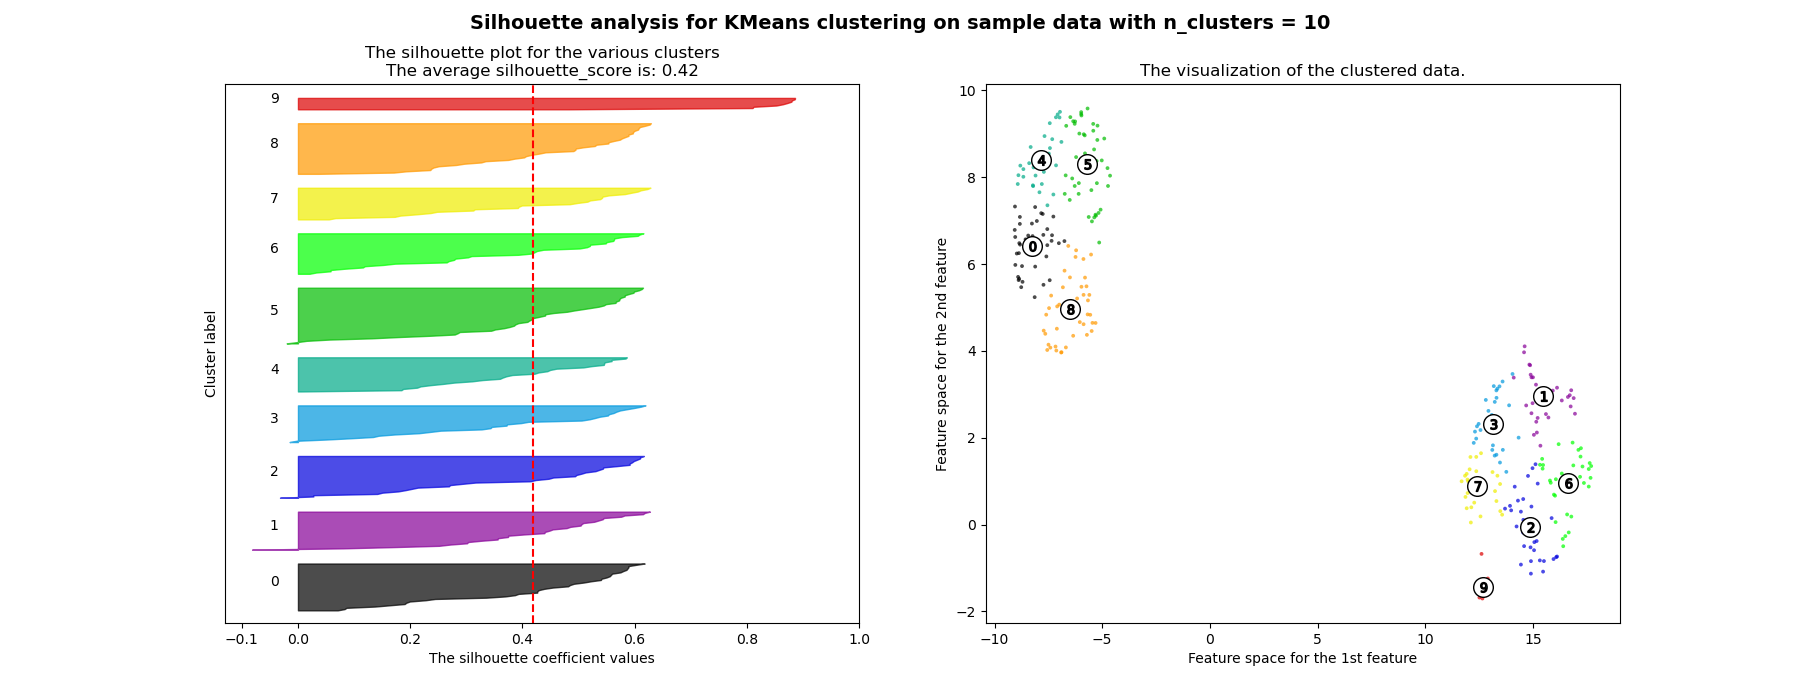 Silhouette analysis for KMeans clustering on sample data with n_clusters = 10
The silhouette plot for the various clusters
The average silhouette_score is: 0.42
9
8
7
6
5
4
3
2
1
0
Cluster label
−0.1 0.0 0.2 0.4 0.6 0.8 1.0
The silhouette coefficient values
The visualization of the clustered data.
10
8
6
4
2
0
−2
Feature space for the 2nd feature
4 5
0
8
1
3
7 6
2
9
−10 −5 0 5 10 15
Feature space for the 1st feature